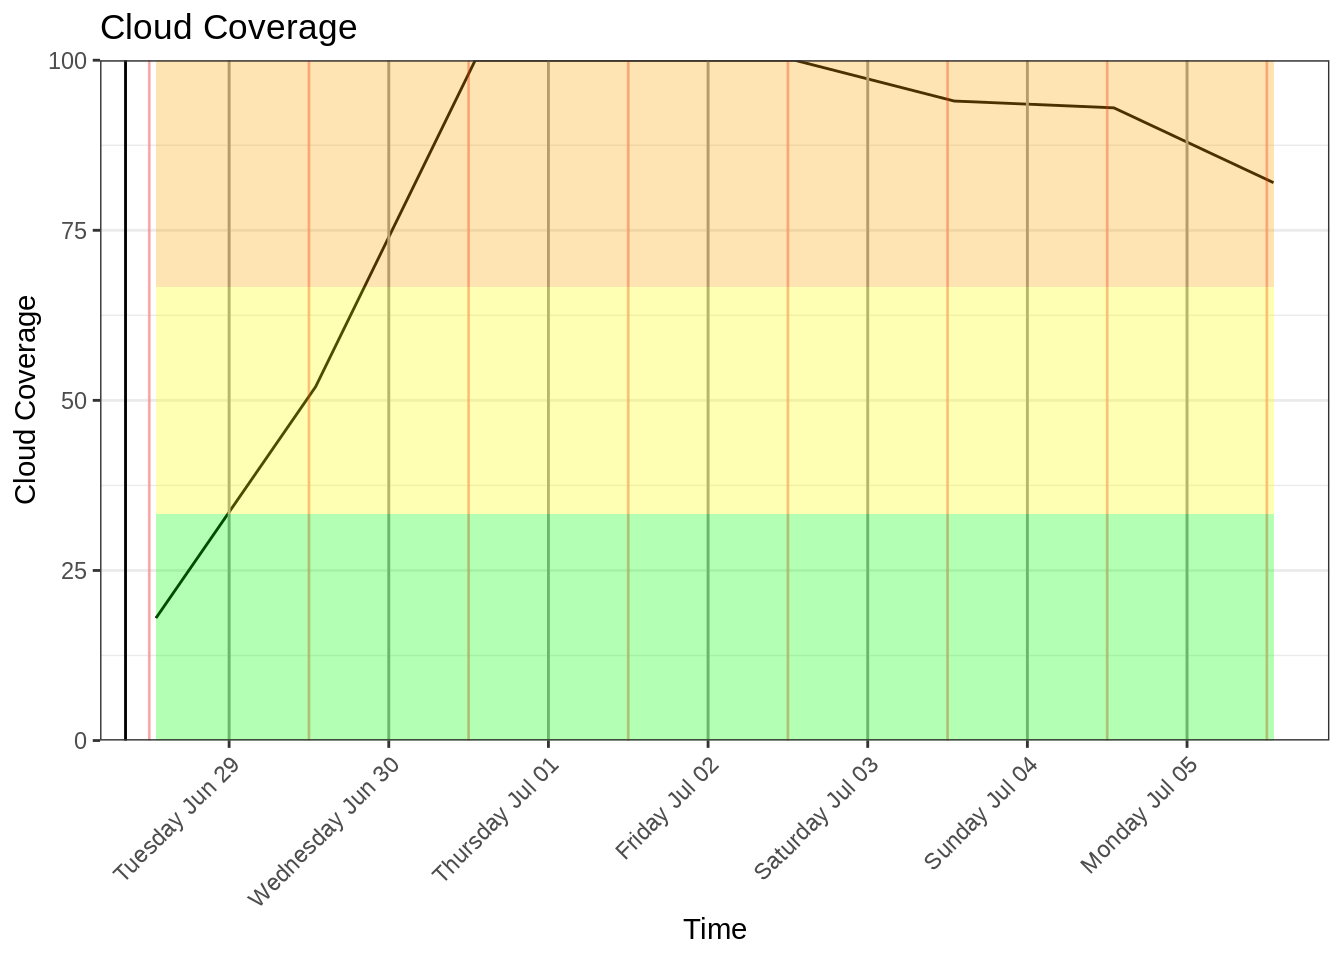 Cloud Coverage
100
75
50
25
0
Cloud Coverage
Tuesday Jun 29
Wednesday Jun 30
Thursday Jul 01
Friday Jul 02
Saturday Jul 03
Sunday Jul 04
Monday Jul 05
Time